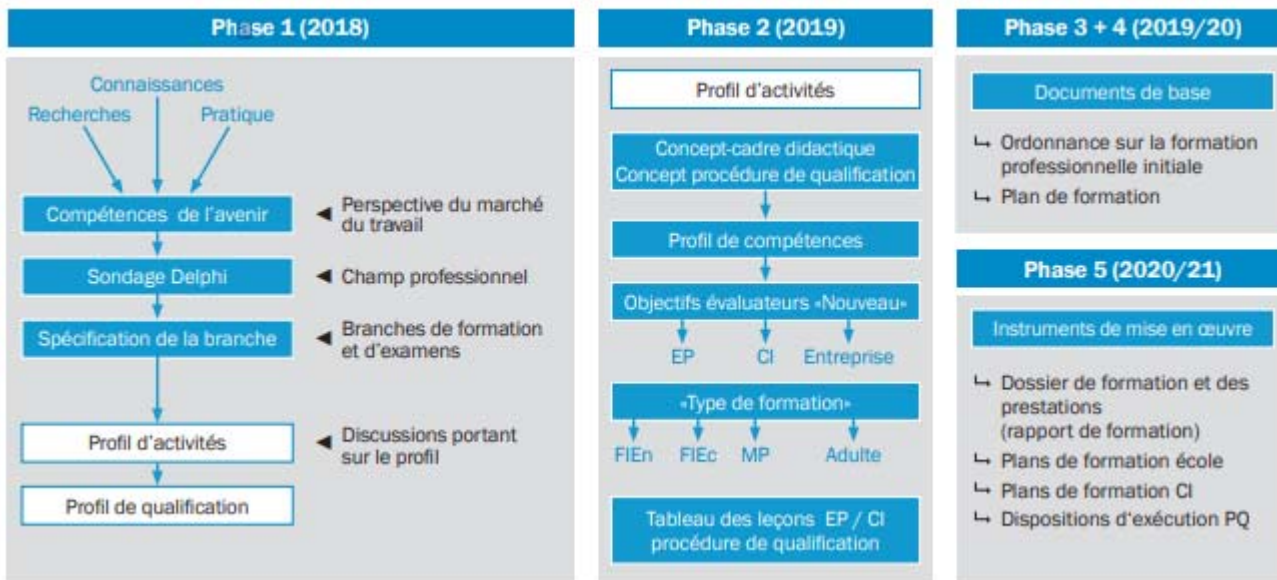 Phase 1 (2018)
Connaissances
Recherches
Pratique
Compétences de l'avenir
Perspective du marché
du travail
Sondage Delphi
Champ professionnel
Spécification de la branche
Branches de formation
et d'examens
Profil d'activités
Discussions portant
sur le profil
Profil de qualification
Phase 2 (2019)
Profil d'activités
Concept-cadre didactique
Concept procédure de qualification
Profil de compétences
Objectifs évaluateurs «Nouveau»
EP CI Entreprise
«Type de formation»
FIEn FIEc MP Adulte
Tableau des leçons EP / CI
procédure de qualification
Phase 3 + 4 (2019/20)
Documents de base
Ordonnance sur la formation
professionnelle initiale
Plan de formation
Phase 5 (2020/21)
Instruments de mise en œuvre
Dossier de formation et des
prestations
(rapport de formation)
Plans de formation école
Plans de formation CI
Dispositions d'exécution PQ